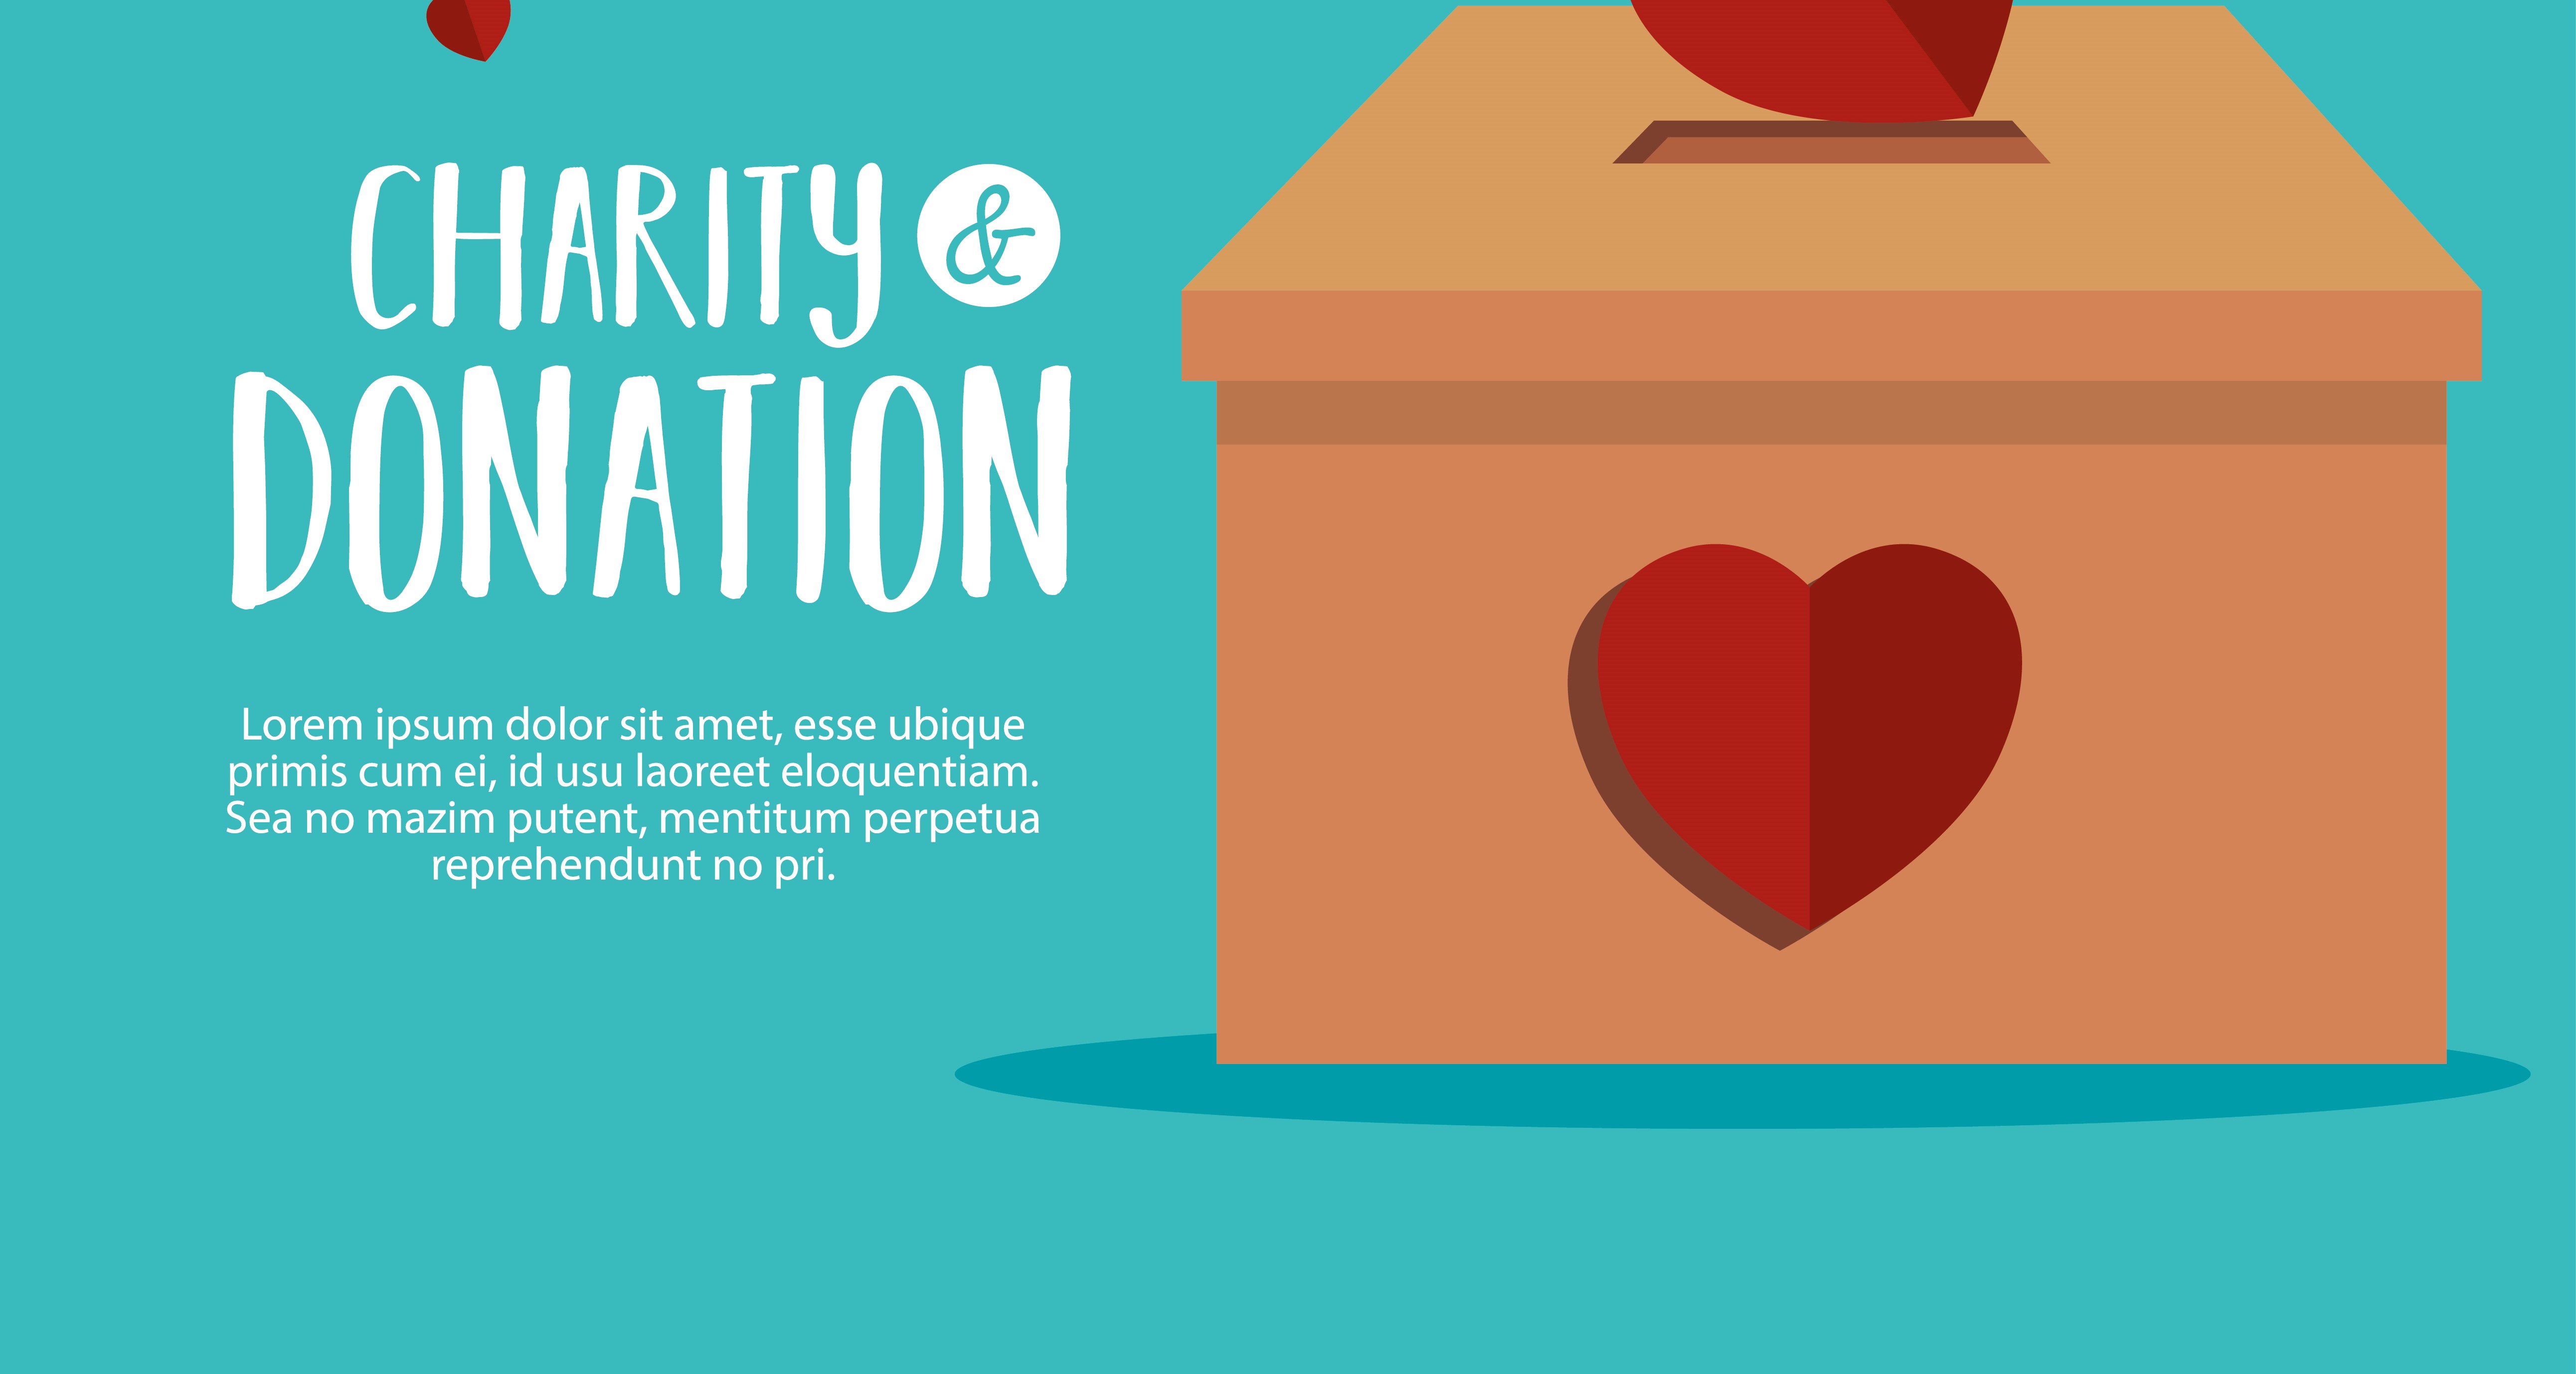 CHARITY &
DONATION
Lorem ipsum dolor sit amet, esse ubique
primis cum ei, id usu laoreet eloquentiam.
Sea no mazim putent, mentitum perpetua
reprehendunt no pri.